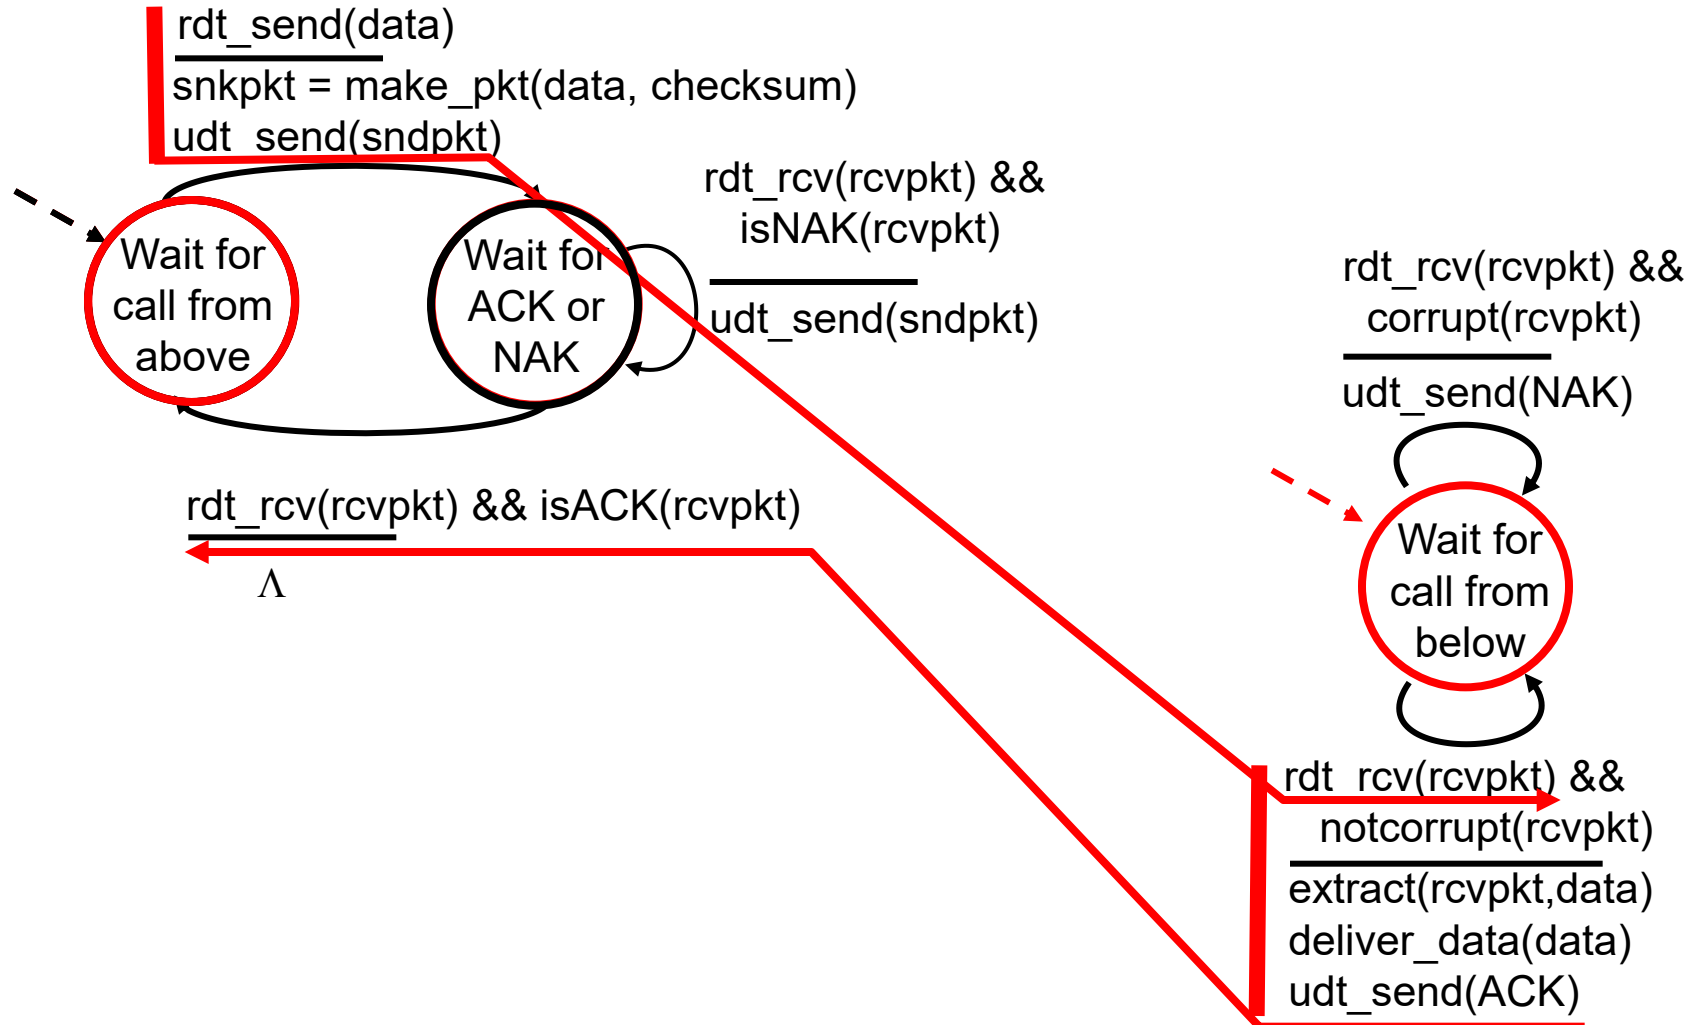 rdt_send(data)
snkpkt = make_pkt(data, checksum)
udt_send(sndpkt)
Wait for
call from
above
Wait for
ACK or
NAK
rdt_rcv(rcvpkt) &&
isNAK(rcvpkt)
udt_send(sndpkt)
rdt_rcv(rcvpkt) && isACK(rcvpkt)
Λ
rdt_rcv(rcvpkt) &&
corrupt(rcvpkt)
udt_send(NAK)
Wait for
call from
below
rdt_rcv(rcvpkt) &&
notcorrupt(rcvpkt)
extract(rcvpkt,data)
deliver_data(data)
udt_send(ACK)